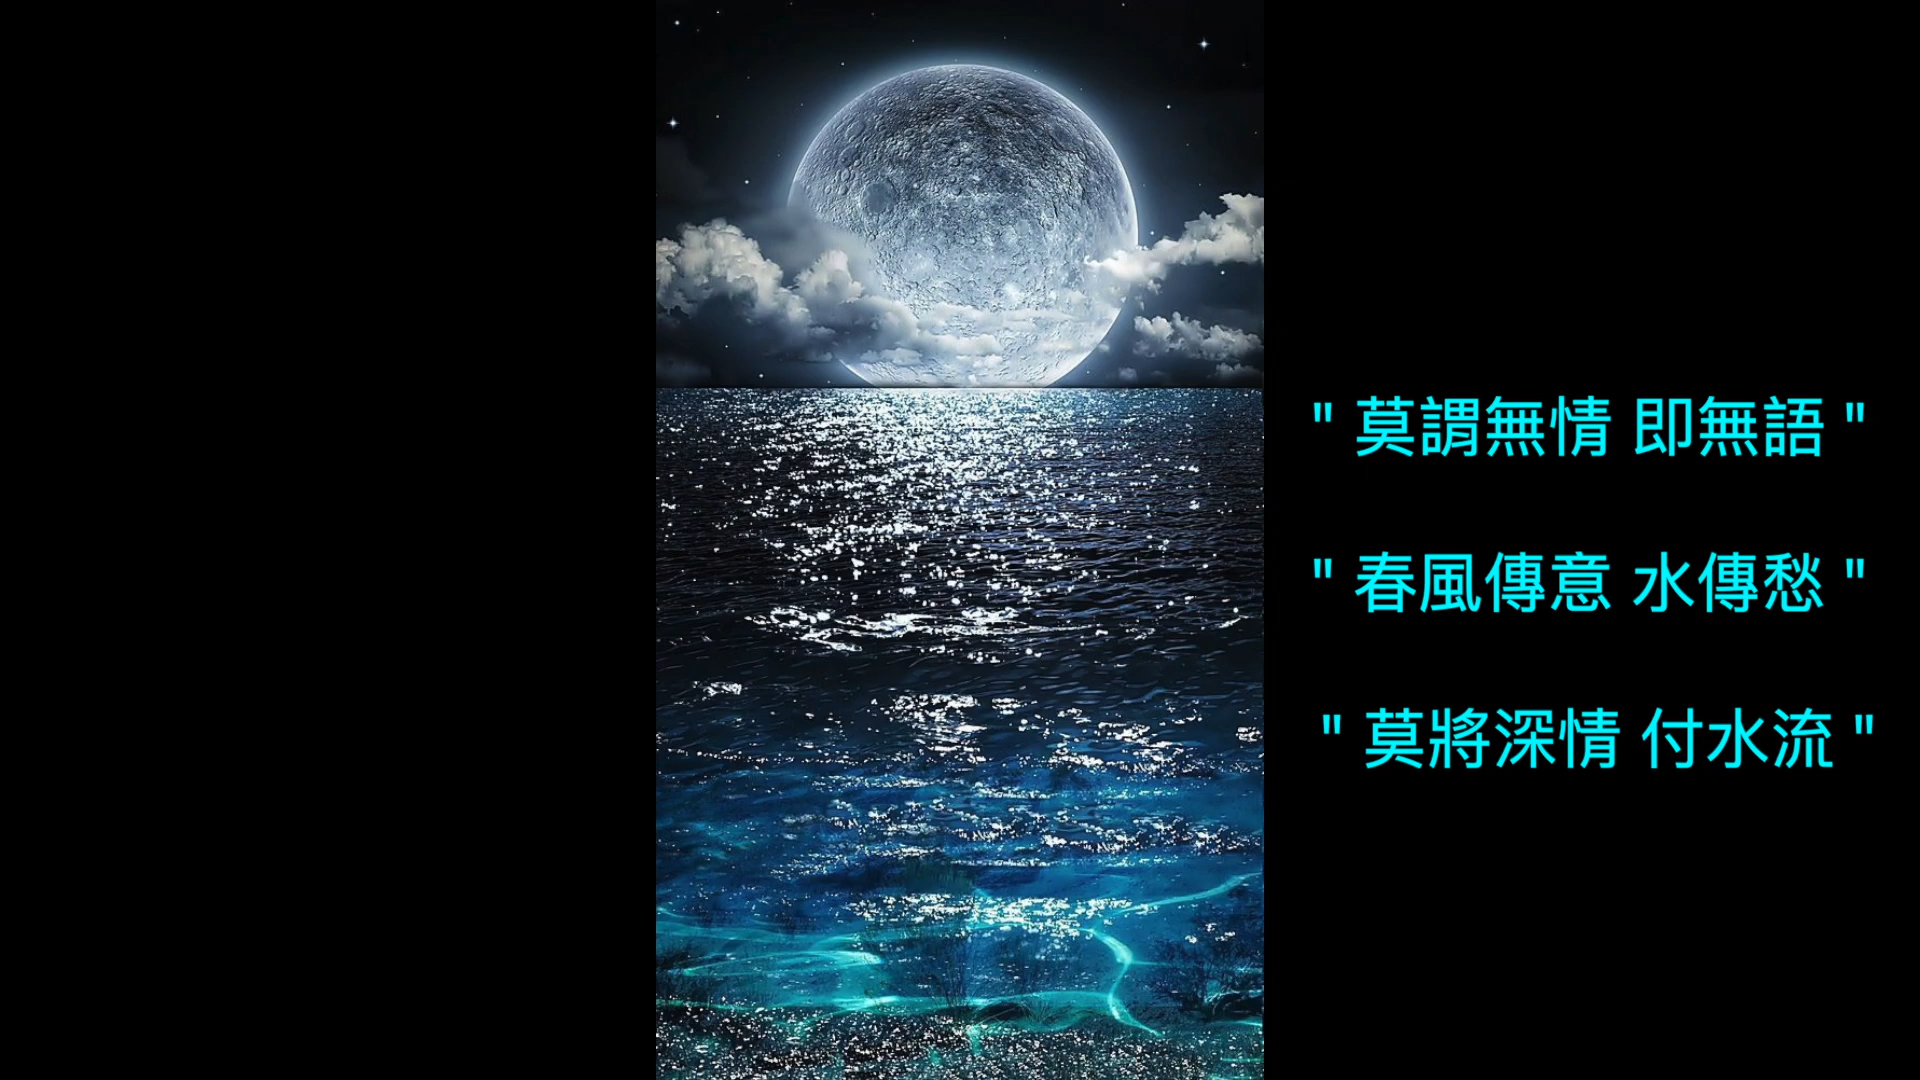 " 莫謂無情 即無語 "
" 春風傳意 水傳愁 "
" 莫將深情 付水流 "